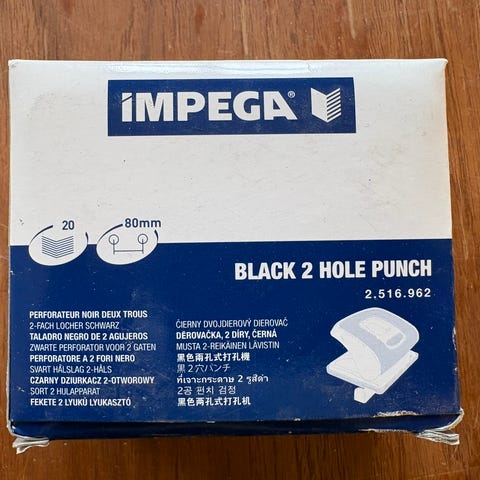 iMPEGA®
20
80mm
BLACK 2 HOLE PUNCH
2.516.962
PERFORATEUR NOIR DEUX TROUS
2-FACH LOCHER SCHWARZ
TALADRO NEGRO DE 2 AGUJEROS
ZWARTE PERFORATOR VOOR 2 GATEN
PERFORATORE A 2 FORI NERO
SVART HÅLSLAG 2-HÅLS
CZARNY DZIURKACZ 2-OTWOROWY
SORT 2 HULAPPARAT
FEKETE 2 LYUKÚ LYUKASZTÓ
ČIERNY DVOJDIEROVÝ DIEROVAČ
DĚROVAČKA, 2 DÍRY, ČERNÁ
MUSTA 2-REIKÄINEN LÄVISTIN
黑色兩孔式打孔機
黒2穴パンチ
ที่เจาะกระดาษ 2 รูสีดำ
2공 펀치 검정
黑色两孔式打孔机